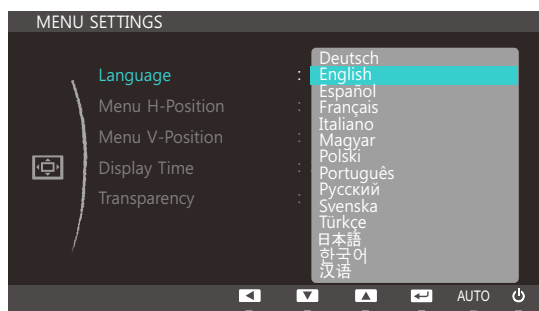 MENU SETTINGS
Language :
Menu H-Position :
Menu V-Position :
Display Time :
Transparency :
Deutsch
English
Español
Français
Italiano
Magyar
Polski
Português
Русский
Svenska
Türkçe
日本語
한국어
汉语
AUTO